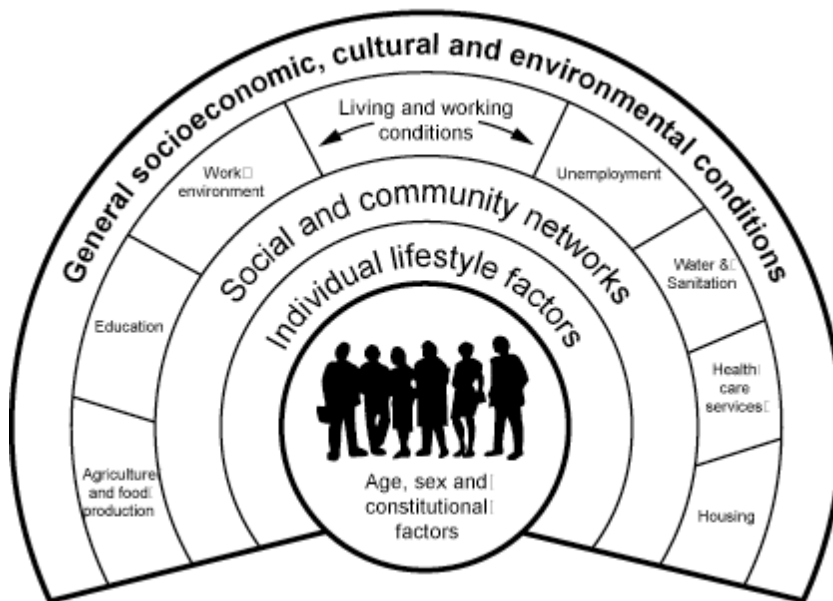 General socioeconomic, cultural and environmental conditions
Living and working
conditions
Work
environment
Unemployment
Education
Water &
Sanitation
Agriculture
and food
production
Health
care
services
Housing
Social and community networks
Individual lifestyle factors
Age, sex and
constitutional
factors